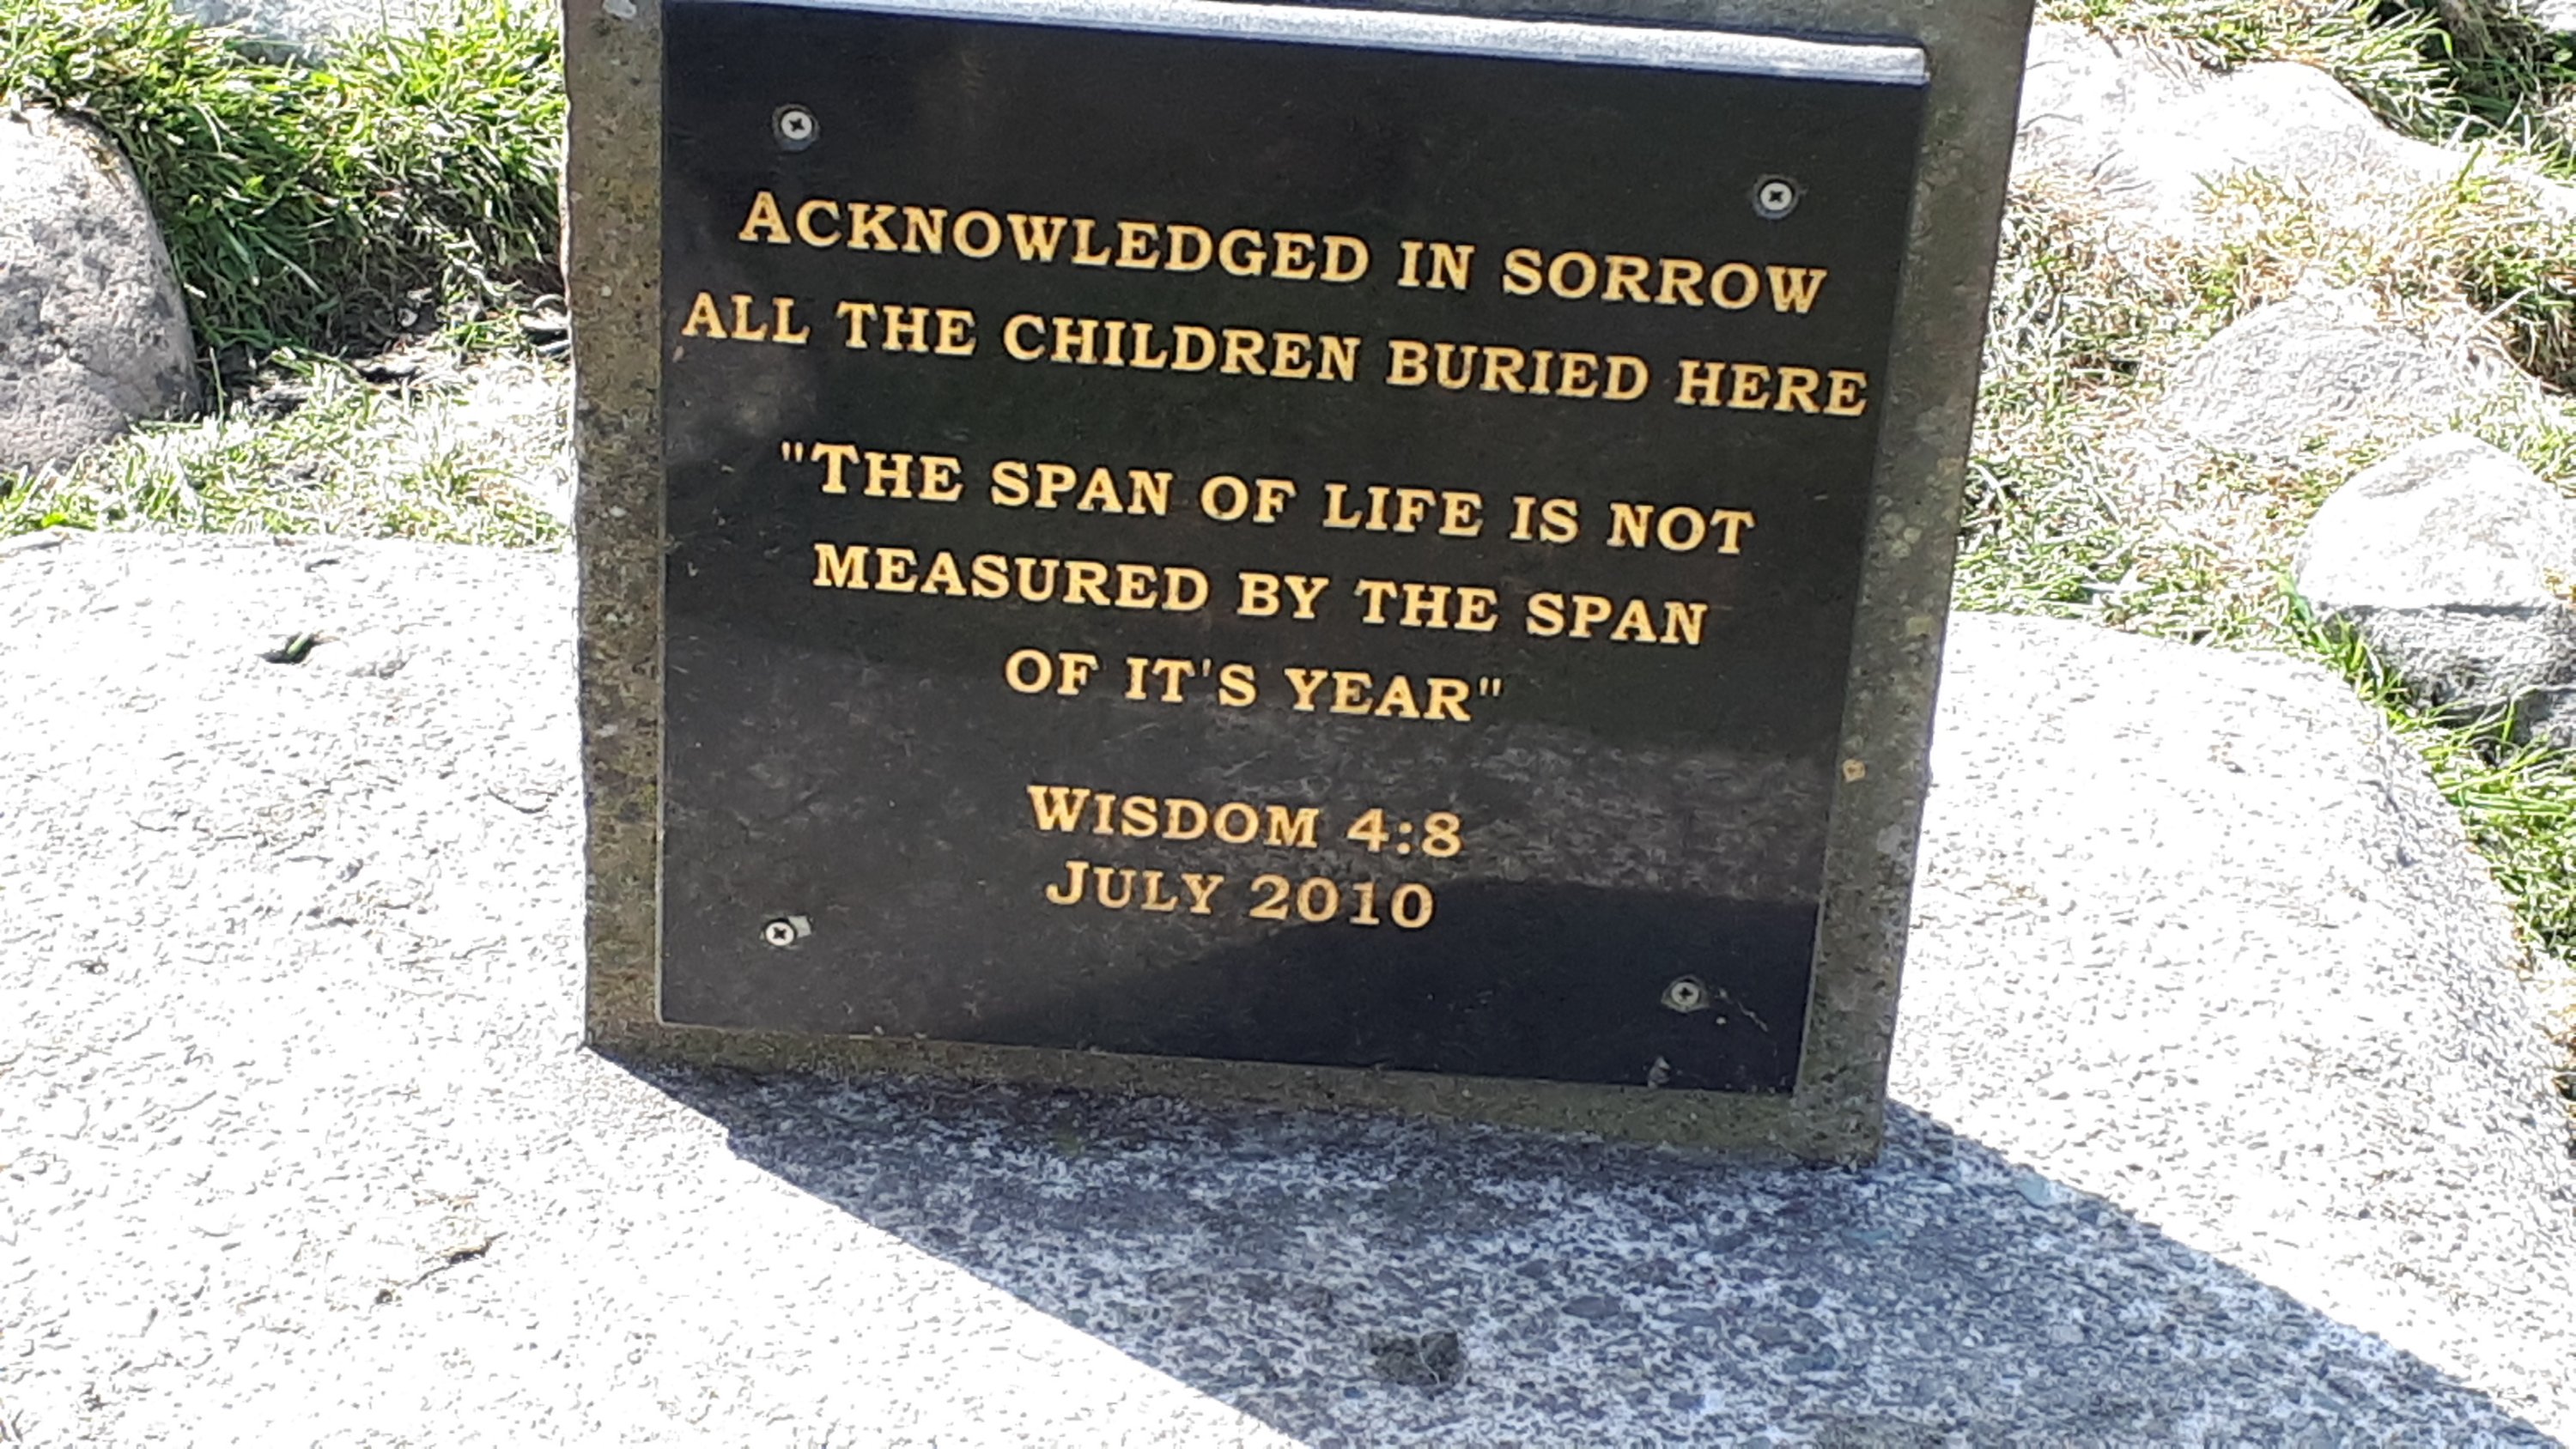 ACKNOWLEDGED IN SORROW
ALL THE CHILDREN BURIED HERE
"THE SPAN OF LIFE IS NOT
MEASURED BY THE SPAN
OF IT'S YEAR"
WISDOM 4:8
JULY 2010